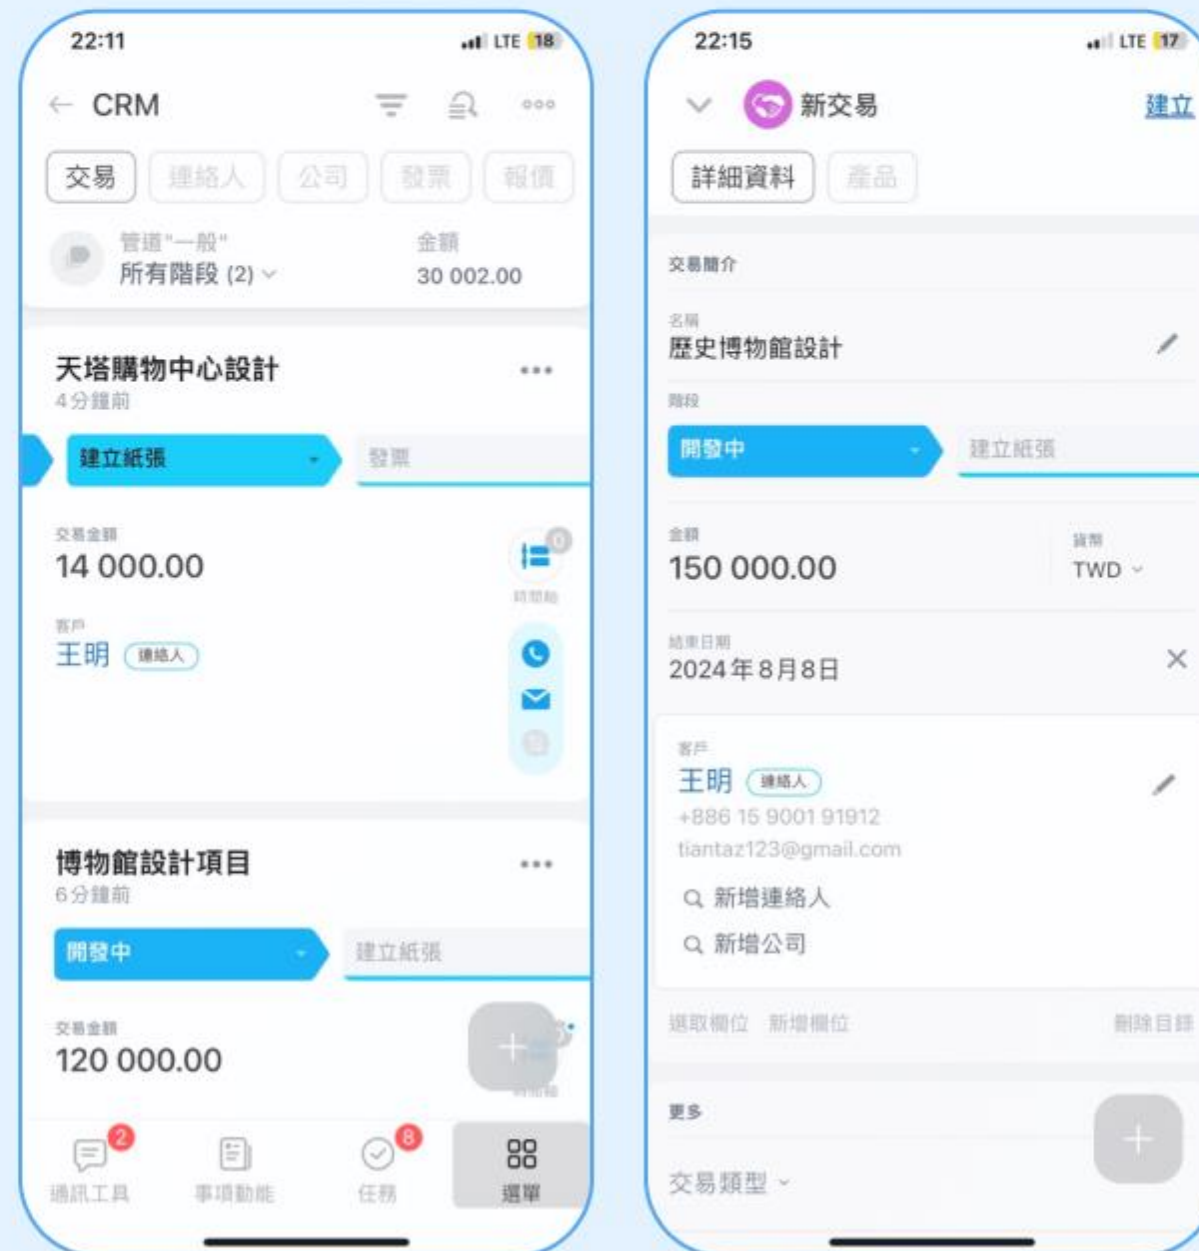 22:11
LTE 18
CRM
交易 連絡人 公司 發票 報價
管道"一般" 金額
所有階段 (2) 30 002.00
天塔購物中心設計
4分鐘前
建立紙張 發票
交易金額
14 000.00
0
時間軸
客戶
王明 連絡人
博物館設計項目
6分鐘前
開發中 建立紙張
交易金額
120 000.00
時間軸
2
8
通訊工具 事項動能 任務 選單
22:15
LTE 17
新交易 建立
詳細資料 產品
交易簡介
名稱
歷史博物館設計
階段
開發中 建立紙張
金額 貨幣
150 000.00 TWD
結束日期
2024年8月8日
客戶
王明 連絡人
+886 15 9001 91912
tiantaz123@gmail.com
新增連絡人
新增公司
選取欄位 新增欄位 刪除目錄
更多
交易類型